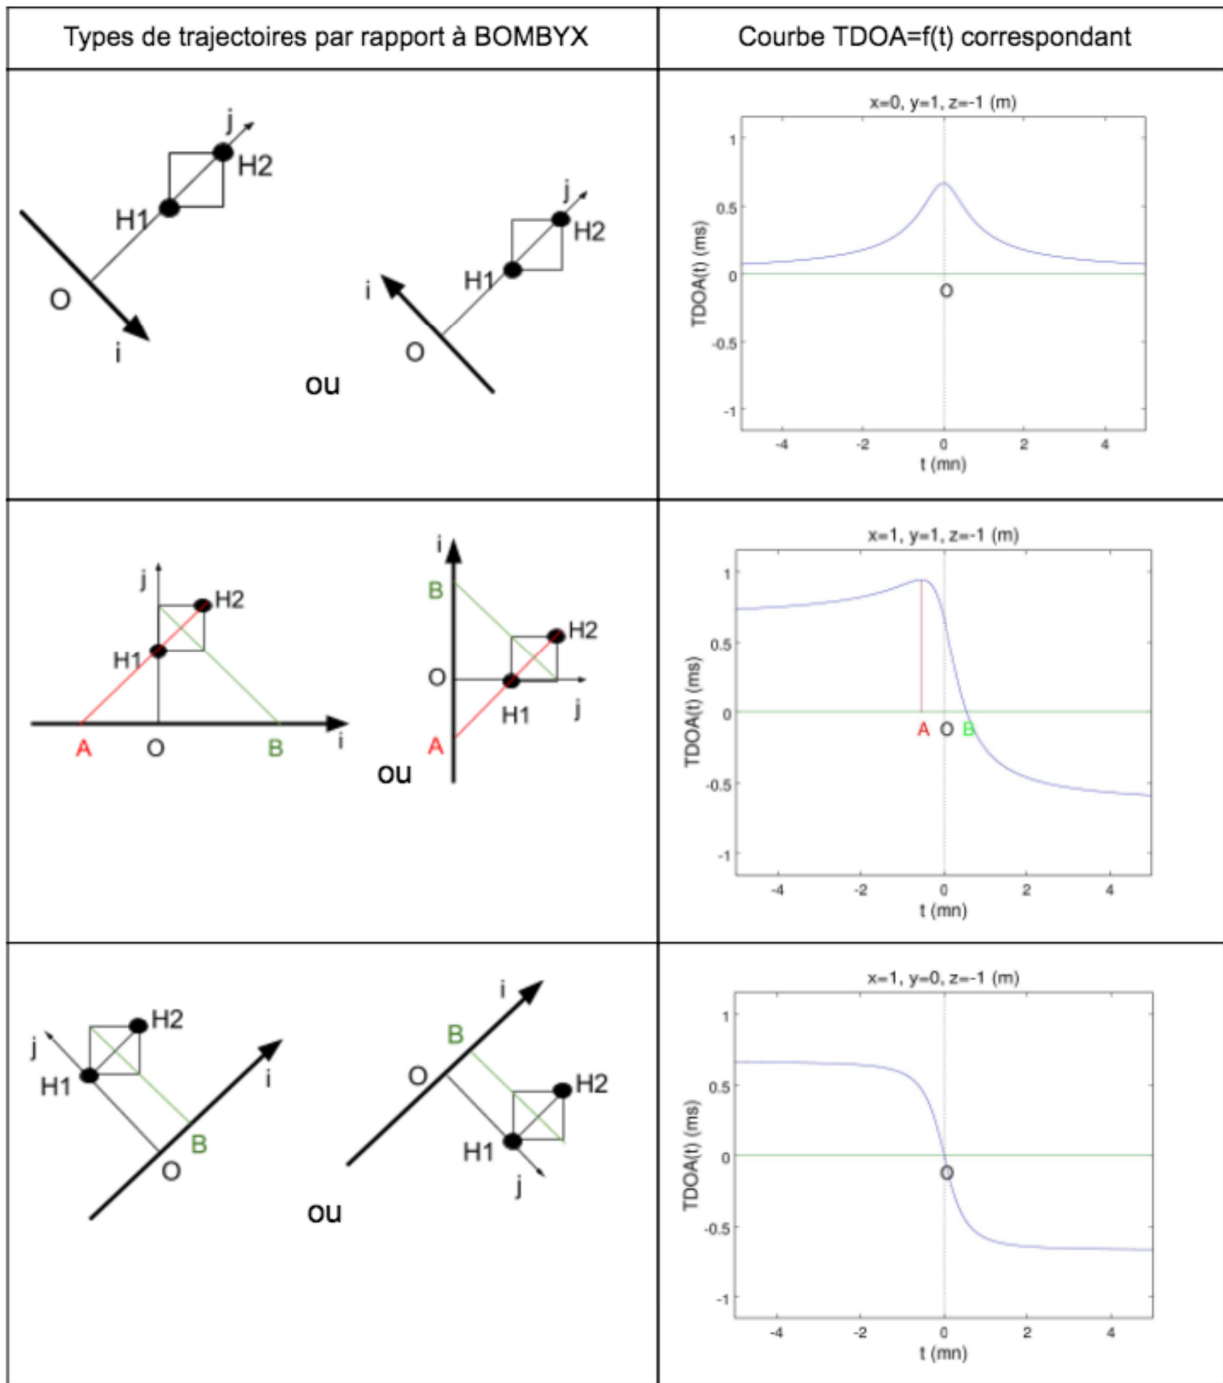 Types de trajectoires par rapport à BOMBYX
Courbe TDOA=f(t) correspondant
j
H2
H1
O
i
ou
j
H2
H1
i
O
x=0, y=1, z=-1 (m)
TDOA(t) (ms)
1
0.5
0
-0.5
-1
O
-4
-2
0
2
4
t (mn)
j
H2
H1
A
O
B
i
ou
i
B
H2
O
H1
j
A
x=1, y=1, z=-1 (m)
TDOA(t) (ms)
1
0.5
0
-0.5
-1
A O B
-4
-2
0
2
4
t (mn)
H2
j
H1
i
B
O
ou
i
B
O
H2
H1
j
x=1, y=0, z=-1 (m)
TDOA(t) (ms)
1
0.5
0
-0.5
-1
O
-4
-2
0
2
4
t (mn)